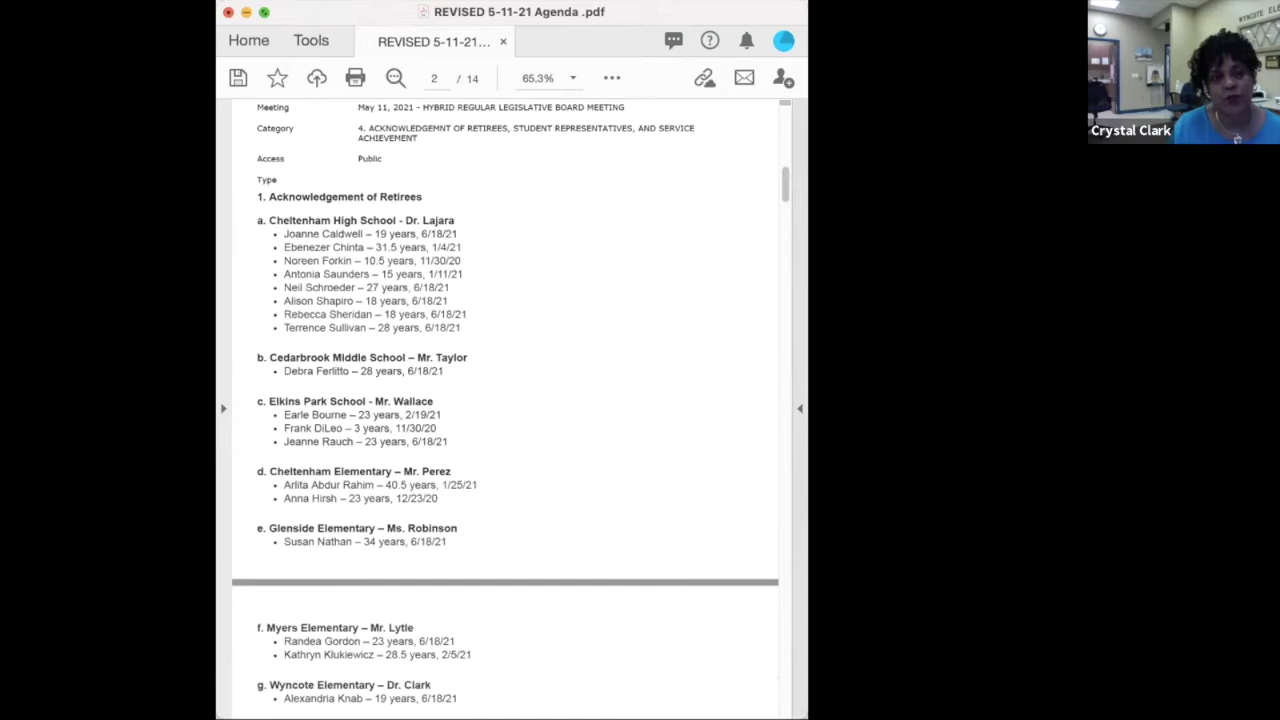 REVISED 5-11-21 Agenda .pdf
Home Tools REVISED 5-11-21... ×
2 / 14 65.3%
Meeting May 11, 2021 - HYBRID REGULAR LEGISLATIVE BOARD MEETING
Category 4. ACKNOWLEDGEMNT OF RETIREES, STUDENT REPRESENTATIVES, AND SERVICE
ACHIEVEMENT
Access Public
Type
1. Acknowledgement of Retirees
a. Cheltenham High School - Dr. Lajara
• Joanne Caldwell – 19 years, 6/18/21
• Ebenezer Chinta – 31.5 years, 1/4/21
• Noreen Forkin – 10.5 years, 11/30/20
• Antonia Saunders – 15 years, 1/11/21
• Neil Schroeder – 27 years, 6/18/21
• Alison Shapiro – 18 years, 6/18/21
• Rebecca Sheridan – 18 years, 6/18/21
• Terrence Sullivan – 28 years, 6/18/21
b. Cedarbrook Middle School – Mr. Taylor
• Debra Ferlitto – 28 years, 6/18/21
c. Elkins Park School - Mr. Wallace
• Earle Bourne – 23 years, 2/19/21
• Frank DiLeo – 3 years, 11/30/20
• Jeanne Rauch – 23 years, 6/18/21
d. Cheltenham Elementary – Mr. Perez
• Arlita Abdur Rahim – 40.5 years, 1/25/21
• Anna Hirsh – 23 years, 12/23/20
e. Glenside Elementary – Ms. Robinson
• Susan Nathan – 34 years, 6/18/21
f. Myers Elementary – Mr. Lytle
• Randea Gordon – 23 years, 6/18/21
• Kathryn Klukiewicz – 28.5 years, 2/5/21
g. Wyncote Elementary – Dr. Clark
• Alexandria Knab – 19 years, 6/18/21
WYNCOTE ELE
Crystal Clark